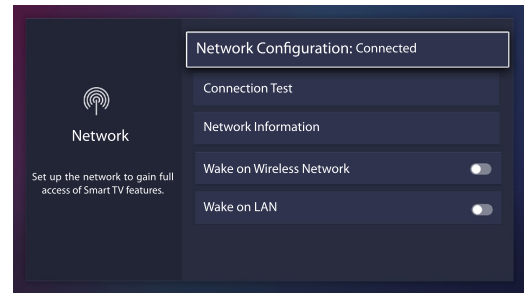 Network Configuration: Connected
Connection Test
Network
Network Information
Set up the network to gain full
access of Smart TV features.
Wake on Wireless Network
Wake on LAN